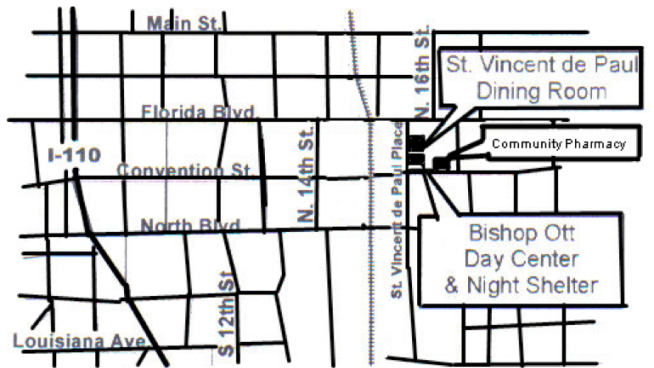 Main St.
N. 16th St.
St. Vincent de Paul
Dining Room
Florida Blvd
Community Pharmacy
I-110
N. 14th St.
St. Vincent de Paul Place
Convention St.
North Blvd
Bishop Ott
Day Center
& Night Shelter
S 12th St
Louisiana Ave